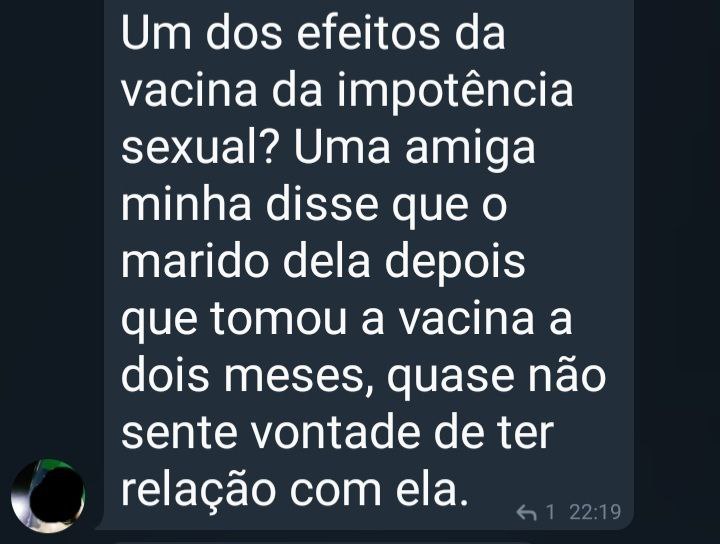 Um dos efeitos da
vacina da impotência
sexual? Uma amiga
minha disse que o
marido dela depois
que tomou a vacina a
dois meses, quase não
sente vontade de ter
relação com ela.
1 22:19